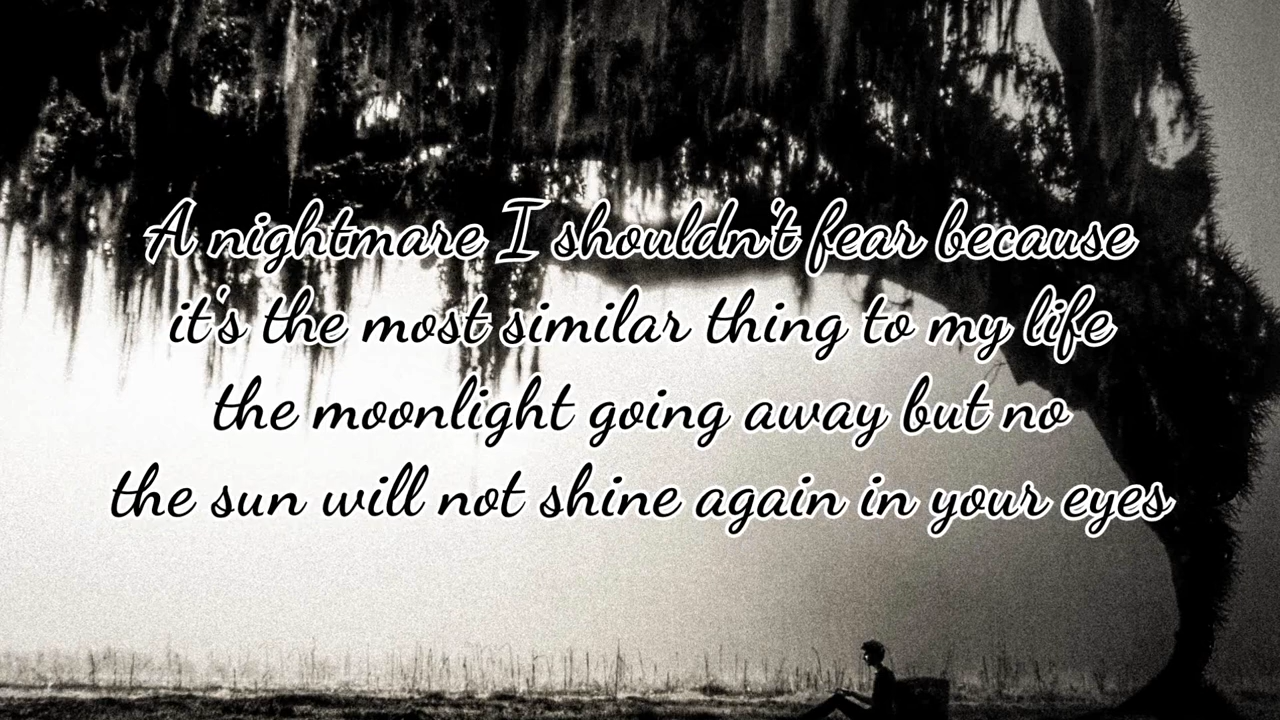 A nightmare I shouldn't fear because
it's the most similar thing to my life
the moonlight going away but no
the sun will not shine again in your eyes